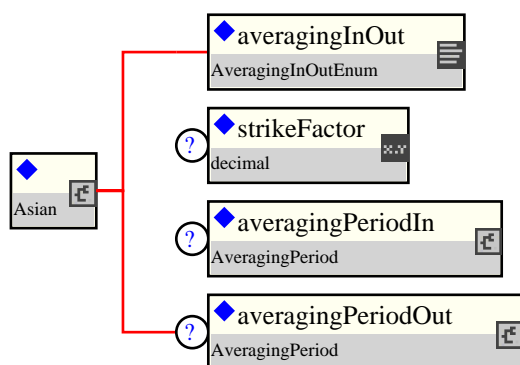 averagingInOut
AveragingInOutEnum
?
strikeFactor
x.Y
decimal
Asian
?
averagingPeriodIn
AveragingPeriod
?
averagingPeriodOut
AveragingPeriod